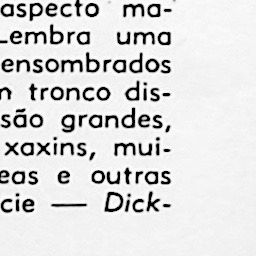 aspecto ma-
Lembra uma
ensombrados
tronco dis-
são grandes,
xaxins, mui-
eas e outras
cie — Dick-